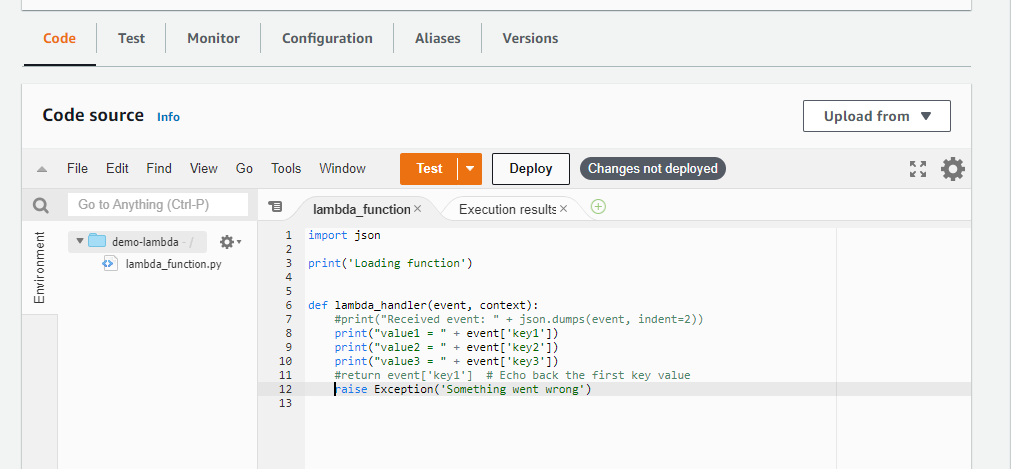 Code Test Monitor Configuration Aliases Versions
Code source Info Upload from ▼
File Edit Find View Go Tools Window Test Deploy Changes not deployed
Go to Anything (Ctrl-P) lambda_function × Execution results ×
Environment
demo-lambda - /
lambda_function.py
1 import json
2
3 print('Loading function')
4
5
6 def lambda_handler(event, context):
7 #print("Received event: " + json.dumps(event, indent=2))
8 print("value1 = " + event['key1'])
9 print("value2 = " + event['key2'])
10 print("value3 = " + event['key3'])
11 #return event['key1']  # Echo back the first key value
12 raise Exception('Something went wrong')
13